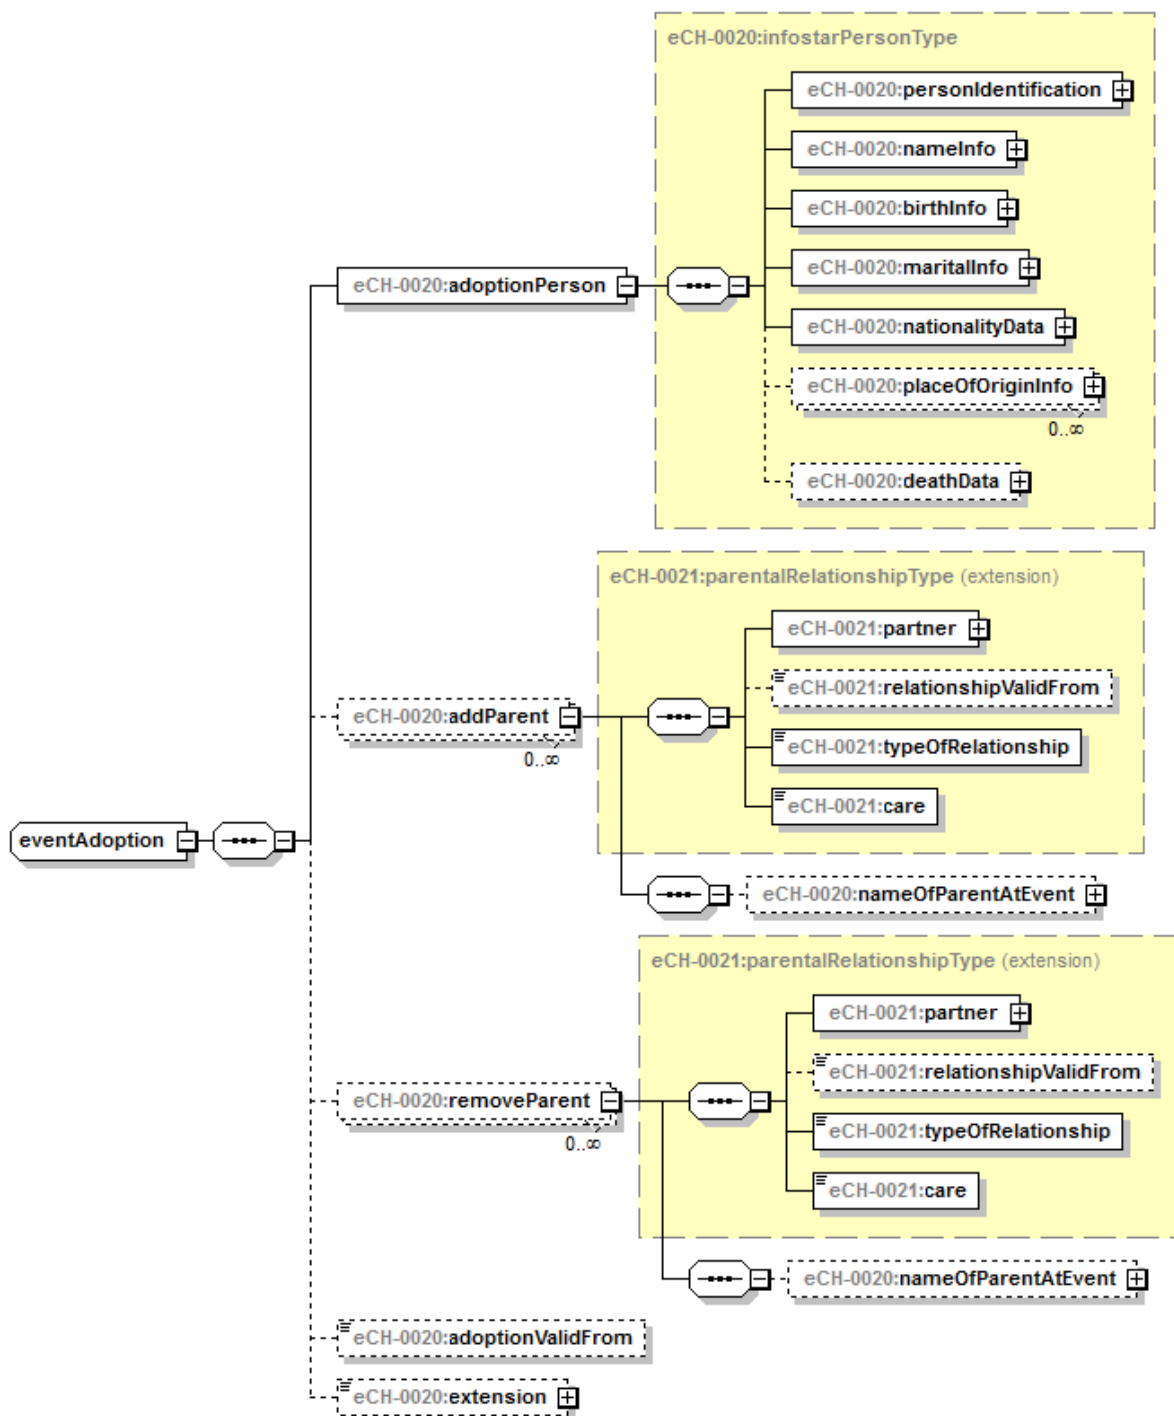 eCH-0020:infostarPersonType
eCH-0020:personIdentification
eCH-0020:nameInfo
eCH-0020:birthInfo
eCH-0020:maritalInfo
eCH-0020:adoptionPerson
eCH-0020:nationalityData
eCH-0020:placeOfOriginInfo
0..∞
eCH-0020:deathData
eCH-0021:parentalRelationshipType (extension)
eCH-0021:partner
eCH-0021:relationshipValidFrom
eCH-0020:addParent
0..∞
eCH-0021:typeOfRelationship
eCH-0021:care
eventAdoption
eCH-0020:nameOfParentAtEvent
eCH-0021:parentalRelationshipType (extension)
eCH-0021:partner
eCH-0021:relationshipValidFrom
eCH-0020:removeParent
0..∞
eCH-0021:typeOfRelationship
eCH-0021:care
eCH-0020:nameOfParentAtEvent
eCH-0020:adoptionValidFrom
eCH-0020:extension